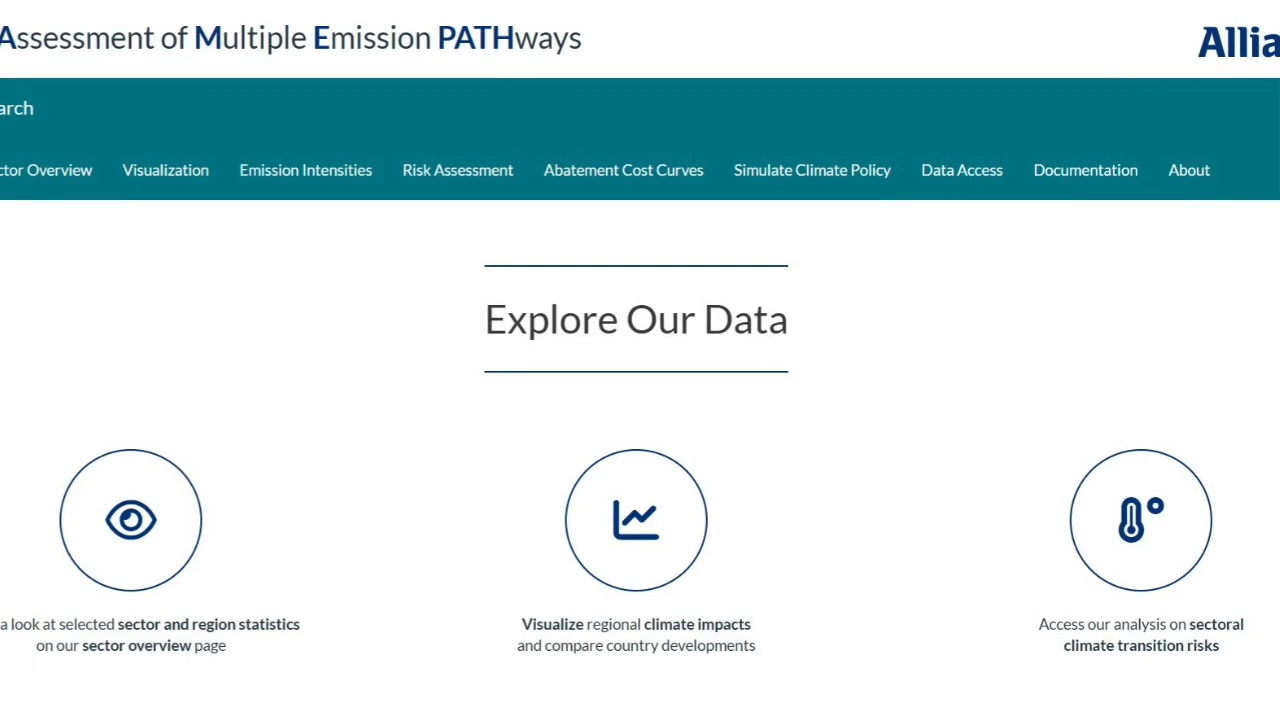 Assessment of Multiple Emission PATHways
Allia
arch
ctor Overview Visualization Emission Intensities Risk Assessment Abatement Cost Curves Simulate Climate Policy Data Access Documentation About
Explore Our Data
a look at selected sector and region statistics
on our sector overview page
Visualize regional climate impacts
and compare country developments
Access our analysis on sectoral
climate transition risks